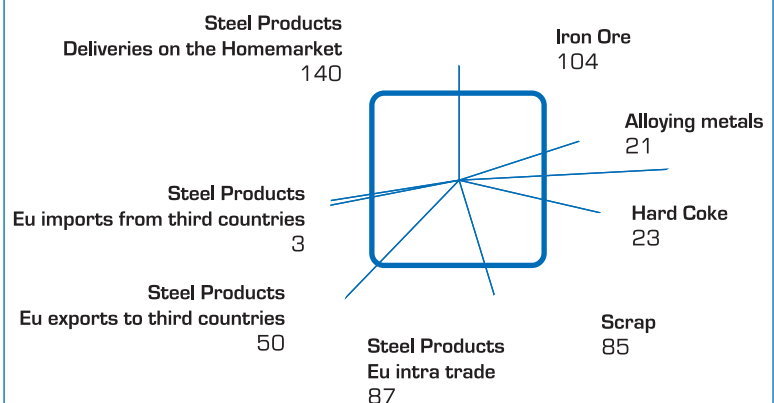 Steel Products
Deliveries on the Homemarket
140
Iron Ore
104
Alloying metals
21
Steel Products
Eu imports from third countries
3
Hard Coke
23
Steel Products
Eu exports to third countries
50
Scrap
85
Steel Products
Eu intra trade
87